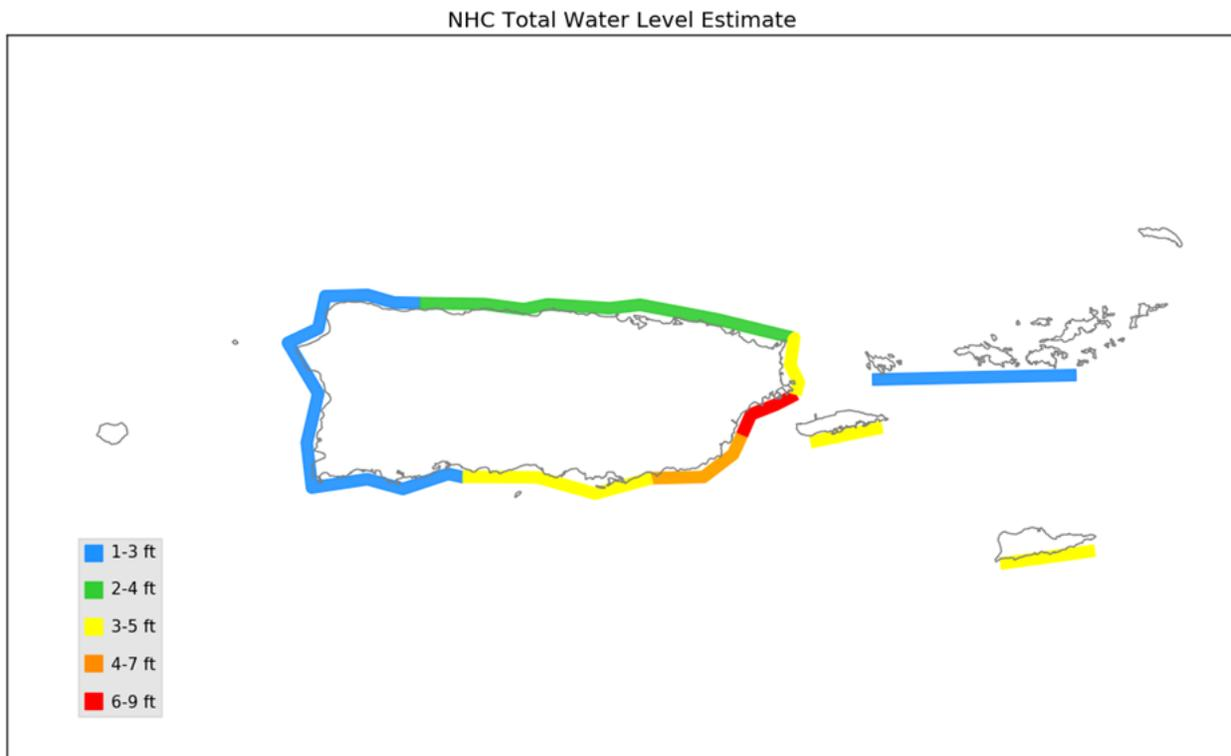 NHC Total Water Level Estimate
1-3 ft
2-4 ft
3-5 ft
4-7 ft
6-9 ft